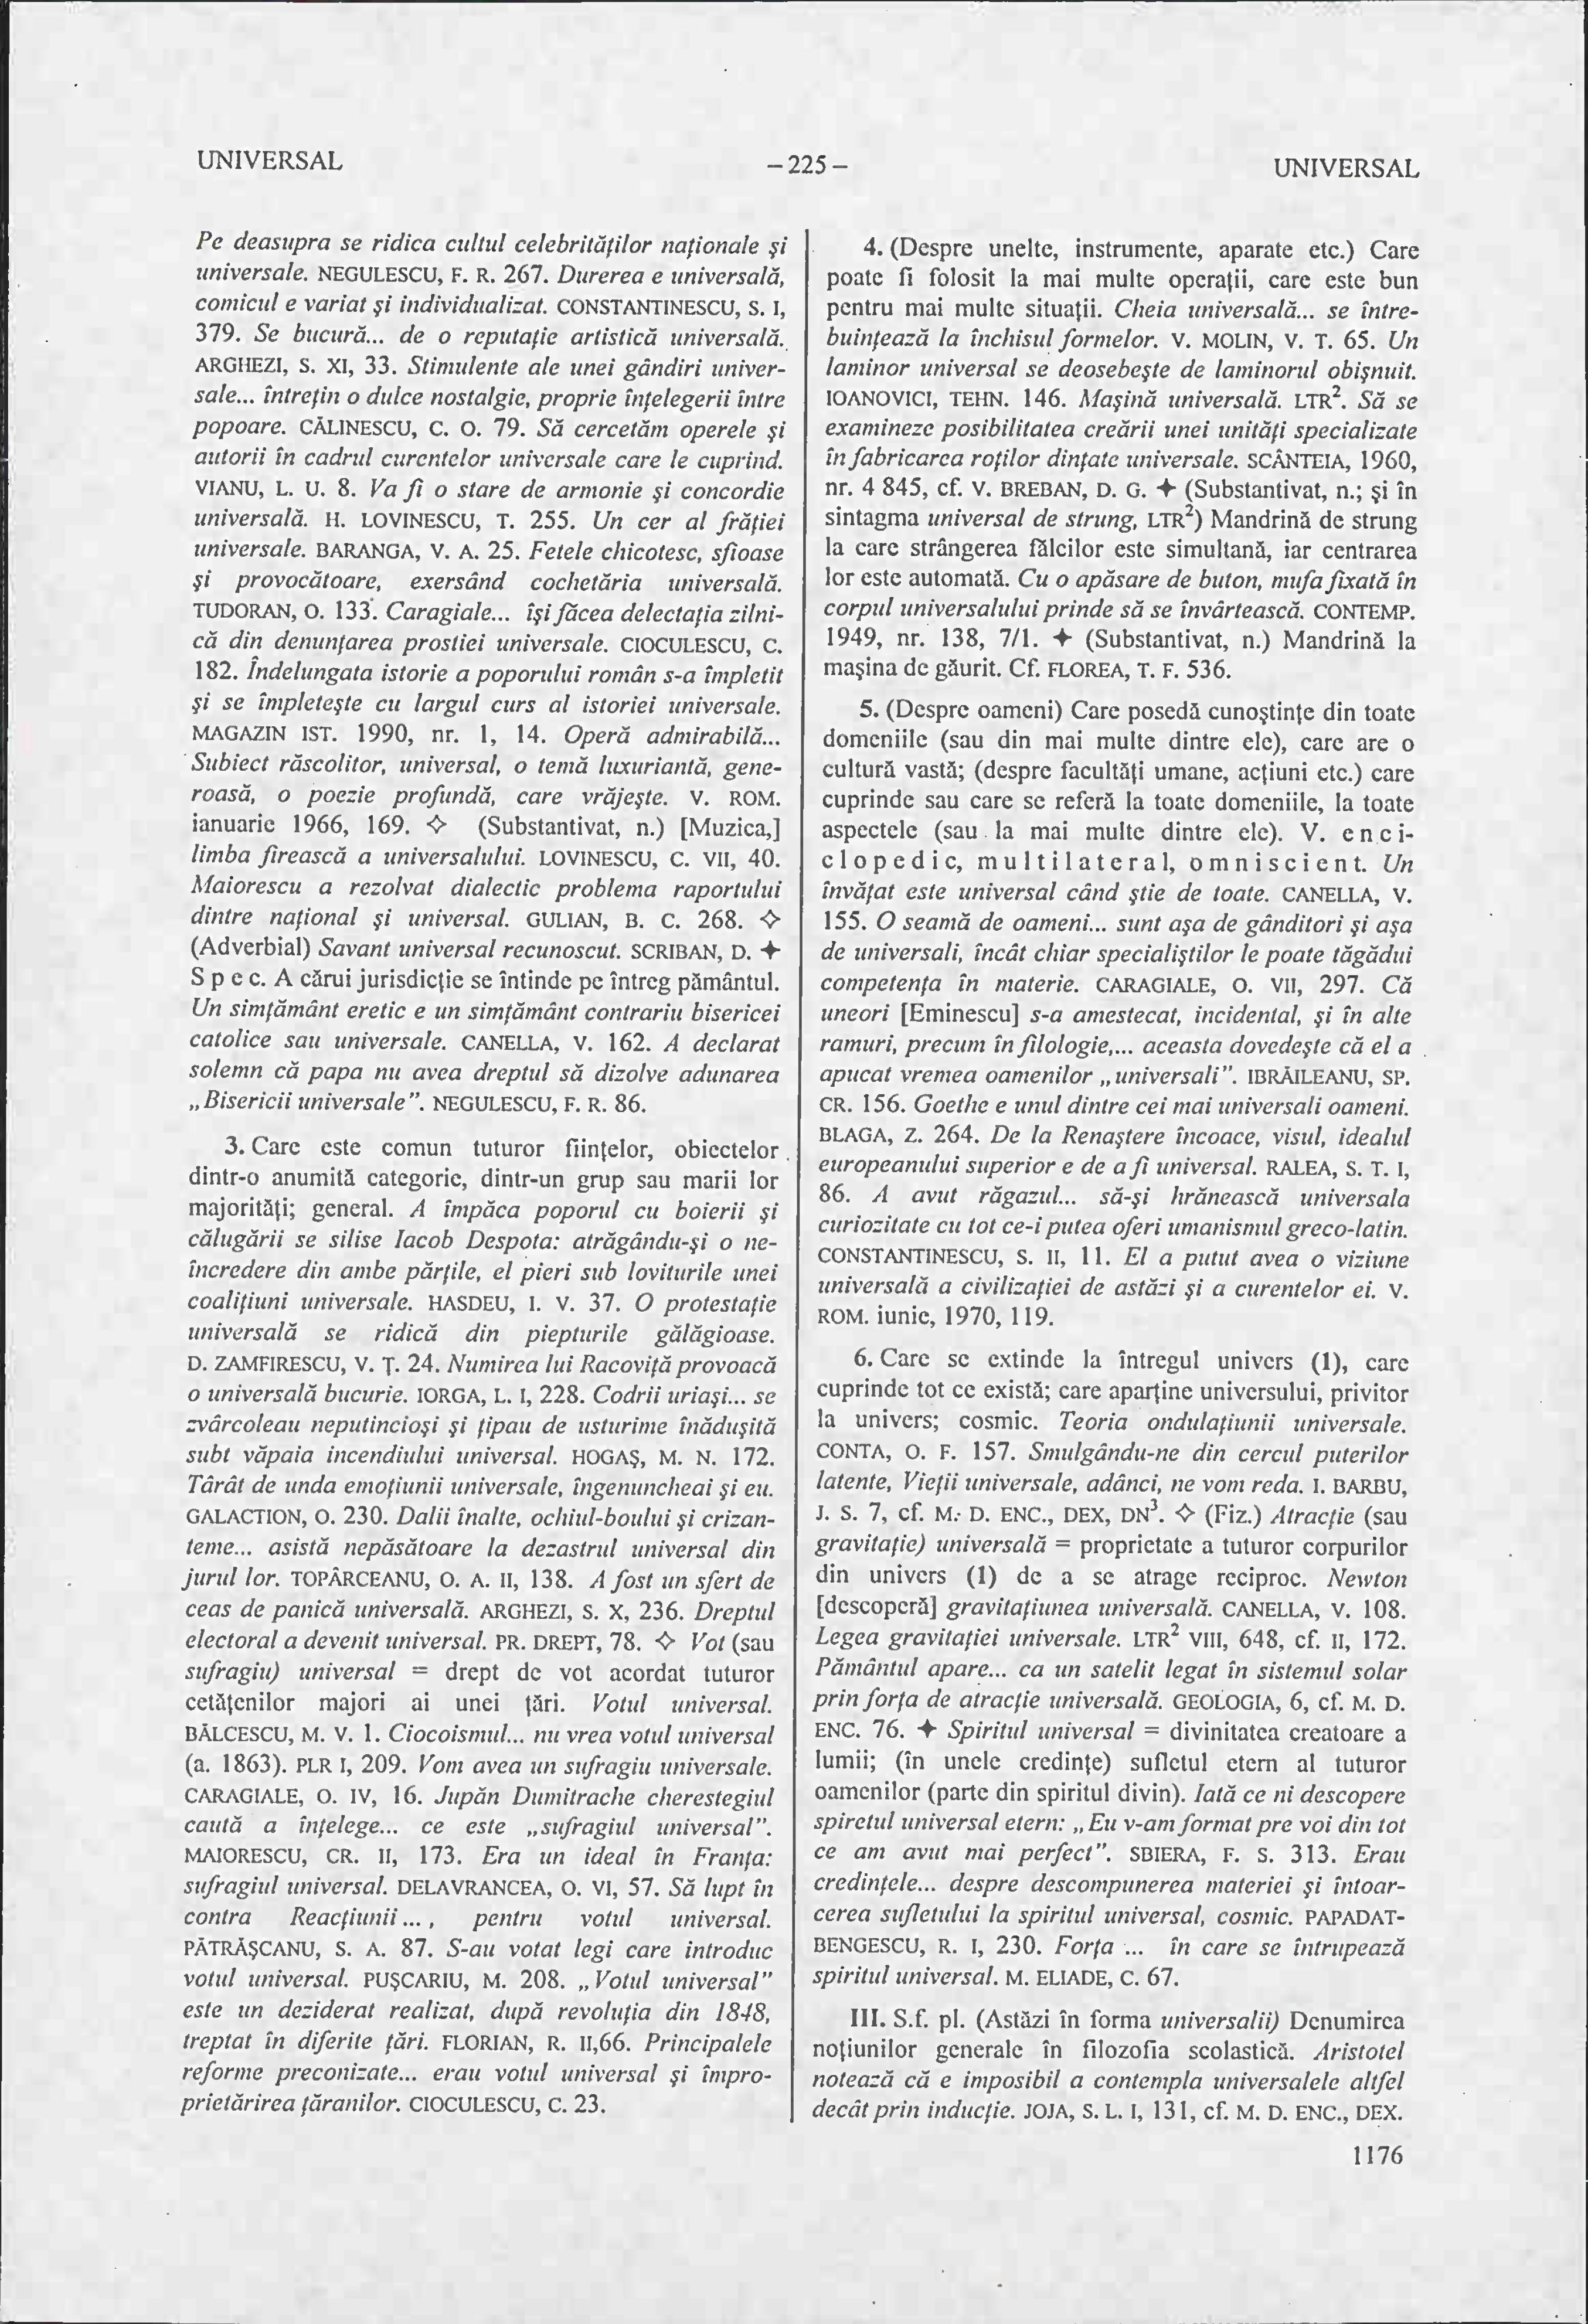 UNIVERSAL
– 225 –
UNIVERSAL
Pe deasupra se ridica cultul celebrităţilor naţionale şi
universale. NEGULESCU, F. R. 267. Durerea e universală,
comicul e variat şi individualizat. CONSTANTINESCU, S. I,
379. Se bucură... de o reputaţie artistică universală.
ARGHEZI, S. XI, 33. Stimulente ale unei gândiri univer-
sale... întreţin o dulce nostalgie, proprie înţelegerii între
popoare. CĂLINESCU, C. O. 79. Să cercetăm operele şi
autorii în cadrul curentelor universale care le cuprind.
VIANU, L. U. 8. Va fi o stare de armonie şi concordie
universală. H. LOVINESCU, T. 255. Un cer al frăţiei
universale. BARANGA, V. A. 25. Fetele chicotesc, sfioase
şi provocătoare, exersând cochetăria universală.
TUDORAN, O. 133. Caragiale... îşi făcea delectaţia zilni-
că din denunţarea prostiei universale. CIOCULESCU, C.
182. Îndelungata istorie a poporului român s-a împletit
şi se împleteşte cu largul curs al istoriei universale.
MAGAZIN IST. 1990, nr. 1, 14. Operă admirabilă...
Subiect răscolitor, universal, o temă luxuriantă, gene-
roasă, o poezie profundă, care vrăjeşte. V. ROM.
ianuarie 1966, 169. ◇ (Substantivat, n.) [Muzica,]
limba firească a universalului. LOVINESCU, C. VII, 40.
Maiorescu a rezolvat dialectic problema raportului
dintre naţional şi universal. GULIAN, B. C. 268. ◇
(Adverbial) Savant universal recunoscut. SCRIBAN, D. ✦
S p e c. A cărui jurisdicţie se întinde pe întreg pământul.
Un simţământ eretic e un simţământ contrariu bisericei
catolice sau universale. CANELLA, V. 162. A declarat
solemn că papa nu avea dreptul să dizolve adunarea
„Bisericii universale”. NEGULESCU, F. R. 86.
3. Care este comun tuturor fiinţelor, obiectelor
dintr-o anumită categorie, dintr-un grup sau marii lor
majorităţi; general. A împăca poporul cu boierii şi
călugării se silise Iacob Despota: atrăgându-şi o ne-
încredere din ambe părţile, el pieri sub loviturile unei
coaliţiuni universale. HASDEU, I. V. 37. O protestaţie
universală se ridică din piepturile gălăgioase.
D. ZAMFIRESCU, V. Ţ. 24. Numirea lui Racoviţă provoacă
o universală bucurie. IORGA, L. I, 228. Codrii uriaşi... se
zvârcoleau neputincioşi şi ţipau de usturime înăduşită
subt văpaia incendiului universal. HOGAŞ, M. N. 172.
Târât de unda emoţiunii universale, îngenuncheai şi eu.
GALACTION, O. 230. Dalii înalte, ochiul-boului şi crizan-
teme... asistă nepăsătoare la dezastrul universal din
jurul lor. TOPÂRCEANU, O. A. II, 138. A fost un sfert de
ceas de panică universală. ARGHEZI, S. X, 236. Dreptul
electoral a devenit universal. PR. DREPT, 78. ◇ Vot (sau
sufragiu) universal = drept de vot acordat tuturor
cetăţenilor majori ai unei ţări. Votul universal.
BĂLCESCU, M. V. 1. Ciocoismul... nu vrea votul universal
(a. 1863). PLR I, 209. Vom avea un sufragiu universale.
CARAGIALE, O. IV, 16. Jupân Dumitrache cherestegiul
caută a înţelege... ce este „sufragiul universal”.
MAIORESCU, CR. II, 173. Era un ideal în Franţa:
sufragiul universal. DELAVRANCEA, O. VI, 57. Să lupt în
contra Reacţiunii ... , pentru votul universal.
PĂTRĂŞCANU, S. A. 87. S-au votat legi care introduc
votul universal. PUŞCARIU, M. 208. „Votul universal”
este un deziderat realizat, după revoluţia din 1848,
treptat în diferite ţări. FLORIAN, R. II,66. Principalele
reforme preconizate... erau votul universal şi împro-
prietărirea ţăranilor. CIOCULESCU, C. 23.
4. (Despre unelte, instrumente, aparate etc.) Care
poate fi folosit la mai multe operaţii, care este bun
pentru mai multe situaţii. Cheia universală... se între-
buinţează la închisul formelor. V. MOLIN, V. T. 65. Un
laminor universal se deosebeşte de laminorul obişnuit.
IOANOVICI, TEHN. 146. Maşină universală. LTR². Să se
examineze posibilitatea creării unei unităţi specializate
în fabricarea roţilor dinţate universale. SCÂNTEIA, 1960,
nr. 4 845, cf. V. BREBAN, D. G. ✦ (Substantivat, n.; şi în
sintagma universal de strung, LTR²) Mandrină de strung
la care strângerea fălcilor este simultană, iar centrarea
lor este automată. Cu o apăsare de buton, mufa fixată în
corpul universalului prinde să se învârtească. CONTEMP.
1949, nr. 138, 7/1. ✦ (Substantivat, n.) Mandrină la
maşina de găurit. Cf. FLOREA, T. F. 536.
5. (Despre oameni) Care posedă cunoştinţe din toate
domeniile (sau din mai multe dintre ele), care are o
cultură vastă; (despre facultăţi umane, acţiuni etc.) care
cuprinde sau care se referă la toate domeniile, la toate
aspectele (sau la mai multe dintre ele). V. e n c i-
c l o p e d i c, m u l t i l a t e r a l, o m n i s c i e n t. Un
învăţat este universal când ştie de toate. CANELLA, V.
155. O seamă de oameni... sunt aşa de gânditori şi aşa
de universali, încât chiar specialiştilor le poate tăgădui
competenţa în materie. CARAGIALE, O. VII, 297. Că
uneori [Eminescu] s-a amestecat, incidental, şi în alte
ramuri, precum în filologie,... aceasta dovedeşte că el a
apucat vremea oamenilor „universali”. IBRĂILEANU, SP.
CR. 156. Goethe e unul dintre cei mai universali oameni.
BLAGA, Z. 264. De la Renaştere încoace, visul, idealul
europeanului superior e de a fi universal. RALEA, S. T. I,
86. A avut răgazul... să-şi hrănească universala
curiozitate cu tot ce-i putea oferi umanismul greco-latin.
CONSTANTINESCU, S. II, 11. El a putut avea o viziune
universală a civilizaţiei de astăzi şi a curentelor ei. V.
ROM. iunie, 1970, 119.
6. Care se extinde la întregul univers (1), care
cuprinde tot ce există; care aparţine universului, privitor
la univers; cosmic. Teoria ondulaţiunii universale.
CONTA, O. F. 157. Smulgându-ne din cercul puterilor
latente, Vieţii universale, adânci, ne vom reda. I. BARBU,
J. S. 7, cf. M. D. ENC., DEX, DN³. ◇ (Fiz.) Atracţie (sau
gravitaţie) universală = proprietate a tuturor corpurilor
din univers (1) de a se atrage reciproc. Newton
[descoperă] gravitaţiunea universală. CANELLA, V. 108.
Legea gravitaţiei universale. LTR² VIII, 648, cf. II, 172.
Pământul apare... ca un satelit legat în sistemul solar
prin forţa de atracţie universală. GEOLOGIA, 6, cf. M. D.
ENC. 76. ✦ Spiritul universal = divinitatea creatoare a
lumii; (în unele credinţe) sufletul etern al tuturor
oamenilor (parte din spiritul divin). Iată ce ni descopere
spiretul universal etern: „Eu v-am format pre voi din tot
ce am avut mai perfect”. SBIERA, F. S. 313. Erau
credinţele... despre descompunerea materiei şi întoar-
cerea sufletului la spiritul universal, cosmic. PAPADAT-
BENGESCU, R. I, 230. Forţa ... în care se întrupează
spiritul universal. M. ELIADE, C. 67.
III. S.f. pl. (Astăzi în forma universalii) Denumirea
noţiunilor generale în filozofia scolastică. Aristotel
notează că e imposibil a contempla universalele altfel
decât prin inducţie. JOJA, S. L. I, 131, cf. M. D. ENC., DEX.
1176